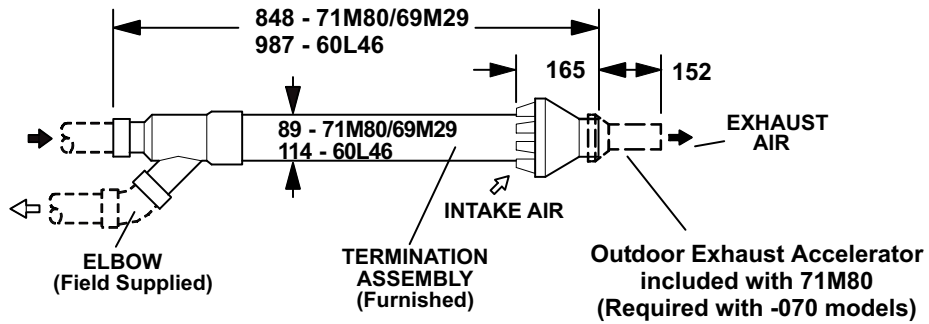 848 - 71M80/69M29
987 - 60L46
165
152
89 - 71M80/69M29
114 - 60L46
EXHAUST
AIR
INTAKE AIR
ELBOW
(Field Supplied)
TERMINATION
ASSEMBLY
(Furnished)
Outdoor Exhaust Accelerator
included with 71M80
(Required with -070 models)